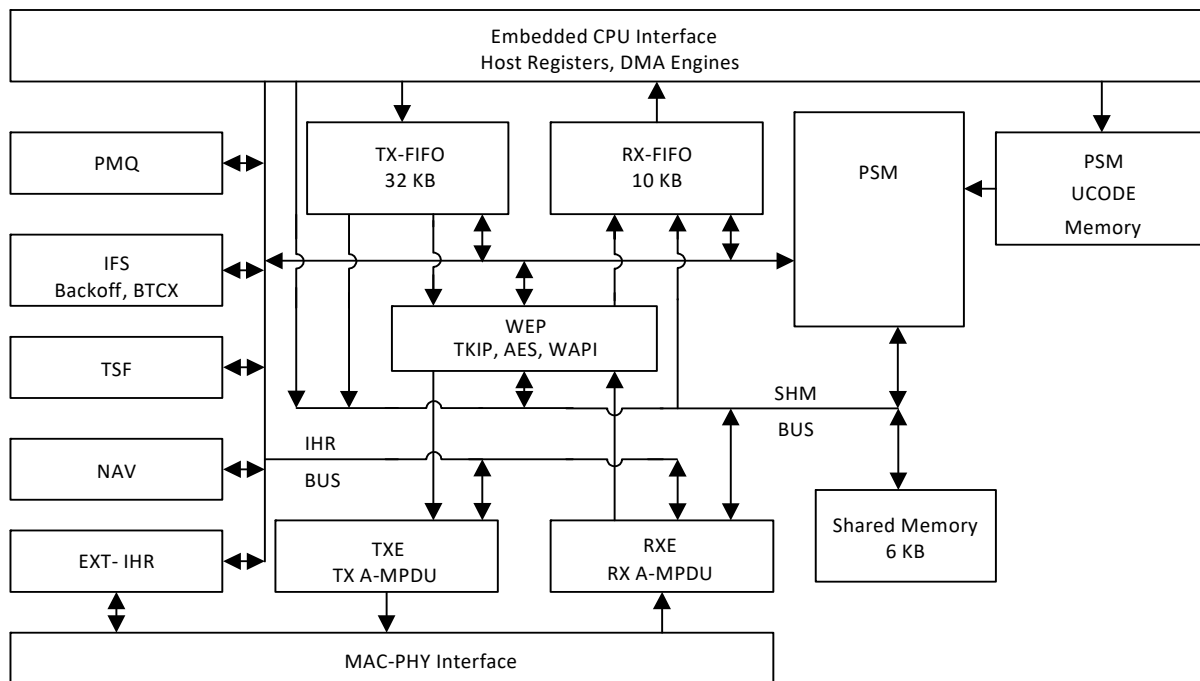 Embedded CPU Interface
Host Registers, DMA Engines
PMQ
TX-FIFO
32 KB
RX-FIFO
10 KB
PSM
PSM
UCODE
Memory
IFS
Backoff, BTCX
WEP
TKIP, AES, WAPI
TSF
SHM
BUS
IHR
BUS
NAV
Shared Memory
6 KB
EXT- IHR
TXE
TX A-MPDU
RXE
RX A-MPDU
MAC-PHY Interface